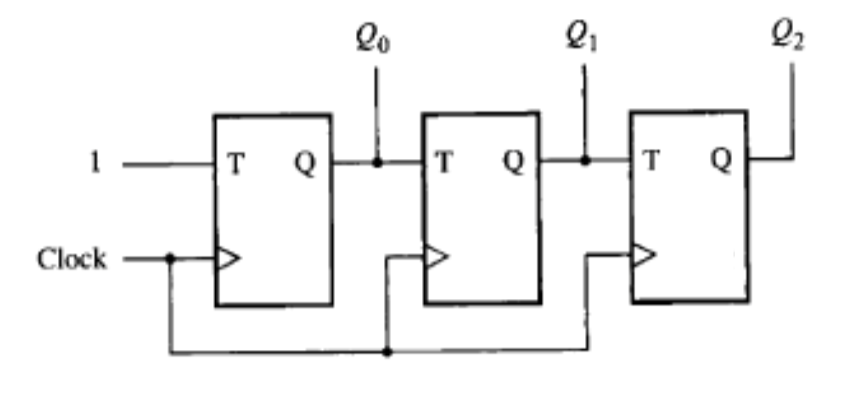 Q₀ Q₁ Q₂
1 T Q T Q T Q
Clock